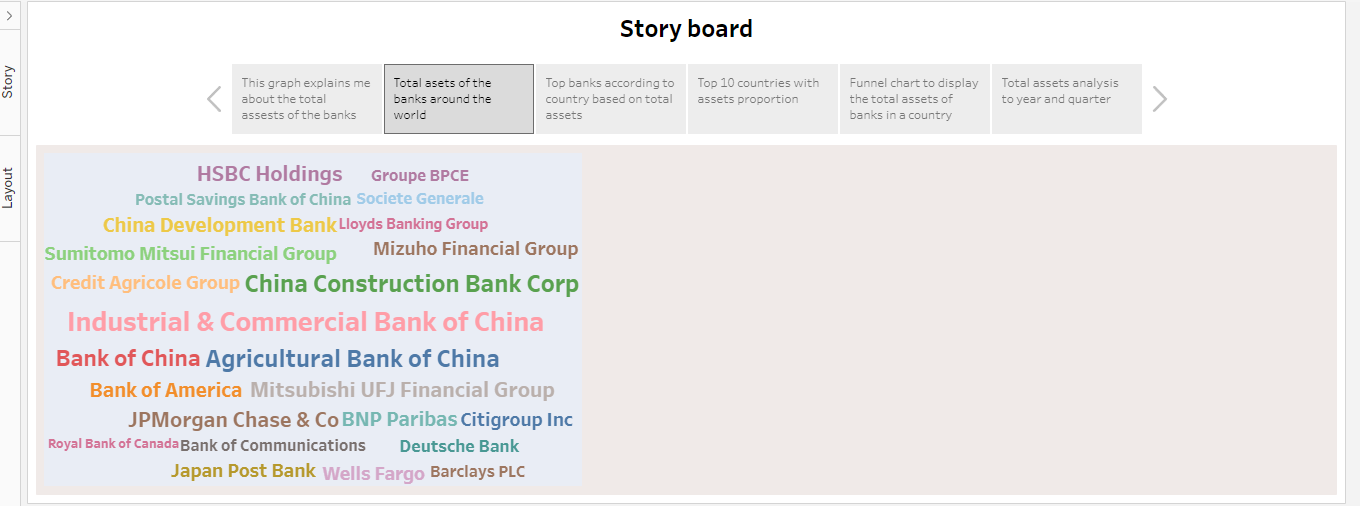 Story board
Story
Layout
This graph explains me
about the total
assests of the banks
Total asets of the
banks around the
world
Top banks according to
country based on total
assets
Top 10 countries with
assets proportion
Funnel chart to display
the total assets of
banks in a country
Total assets analysis
to year and quarter
HSBC Holdings
Groupe BPCE
Postal Savings Bank of China
Societe Generale
China Development Bank
Lloyds Banking Group
Sumitomo Mitsui Financial Group
Mizuho Financial Group
Credit Agricole Group
China Construction Bank Corp
Industrial & Commercial Bank of China
Bank of China
Agricultural Bank of China
Bank of America
Mitsubishi UFJ Financial Group
JPMorgan Chase & Co
BNP Paribas
Citigroup Inc
Royal Bank of Canada
Bank of Communications
Deutsche Bank
Japan Post Bank
Wells Fargo
Barclays PLC